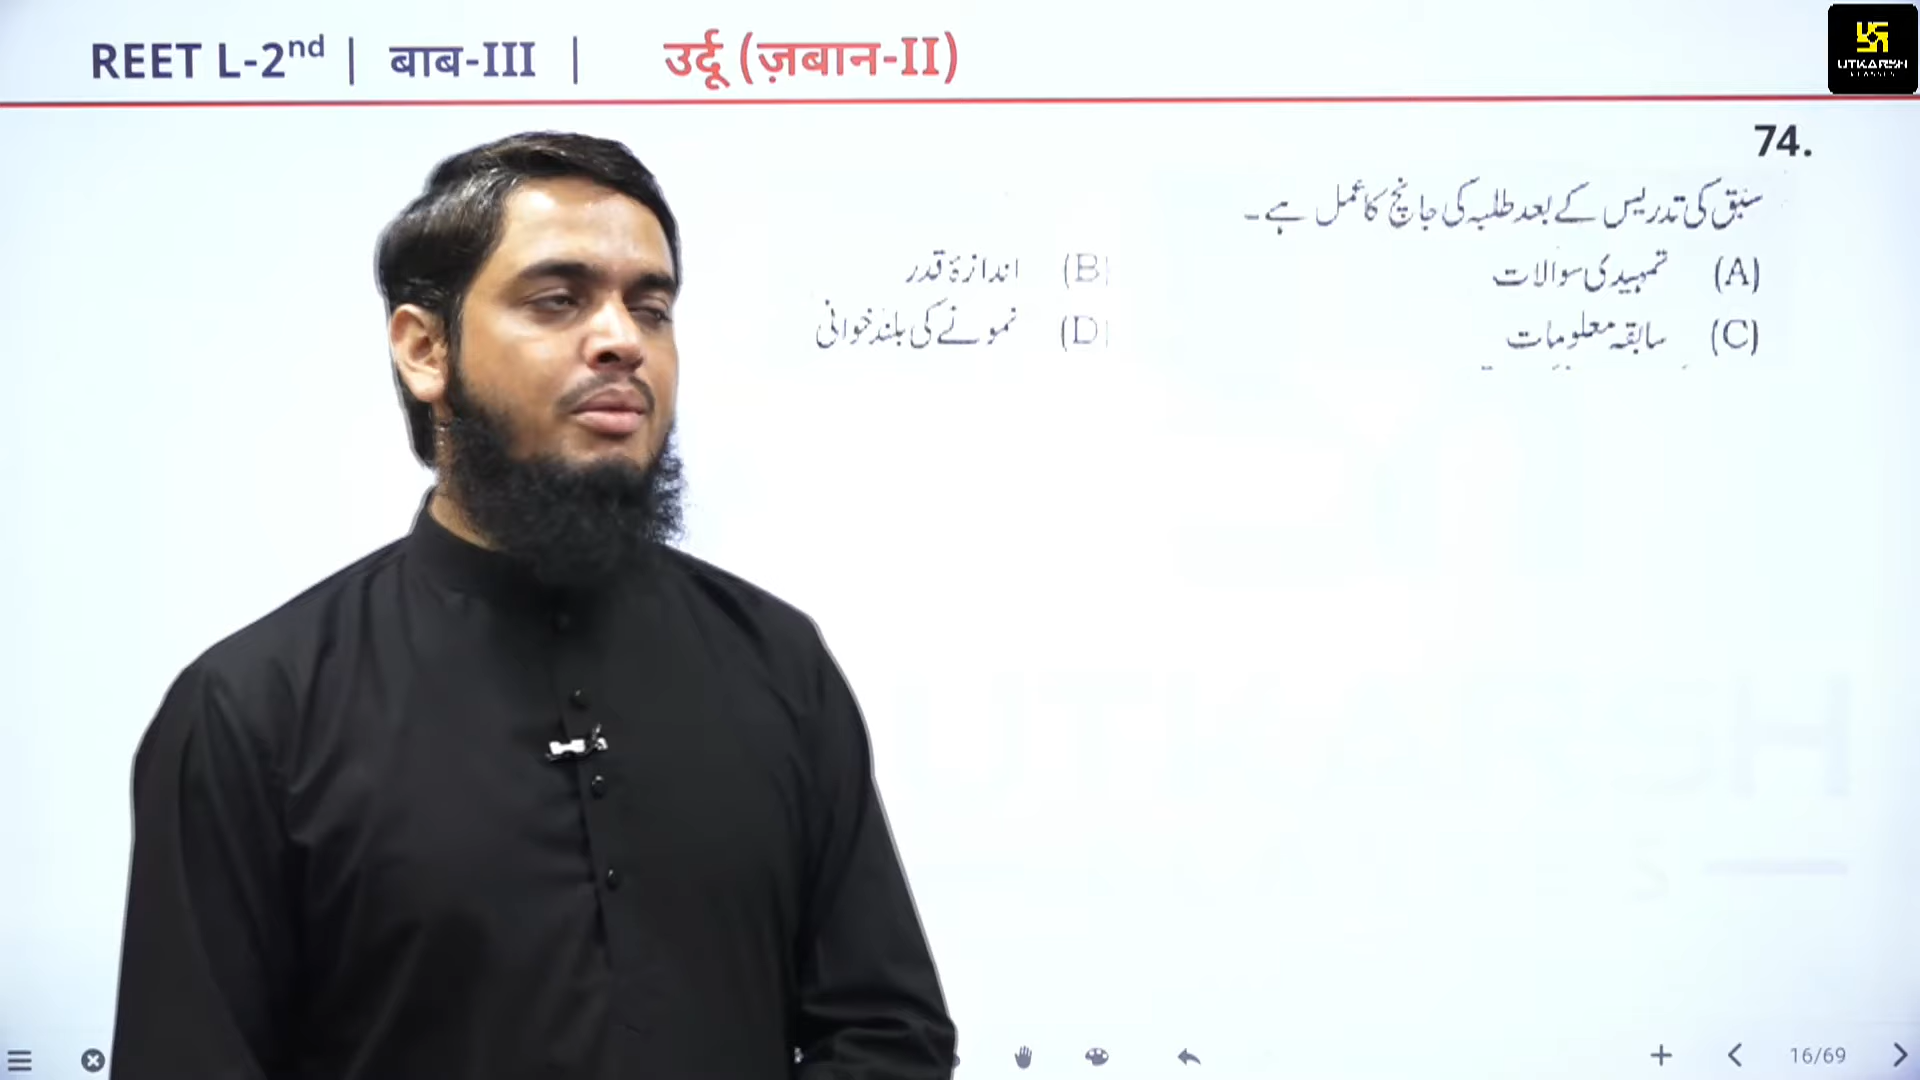 REET L-2nd | बाब-III | उर्दू (ज़बान-II)
UTKARSH
CLASSES
74.
سبق کی تدریس کے بعد طلبہ کی جانچ کا عمل ہے۔
(A) تمہیدی سوالات (B) اندازۂ قدر
(C) سابقہ معلومات (D) نمونے کی بلند خوانی
16/69